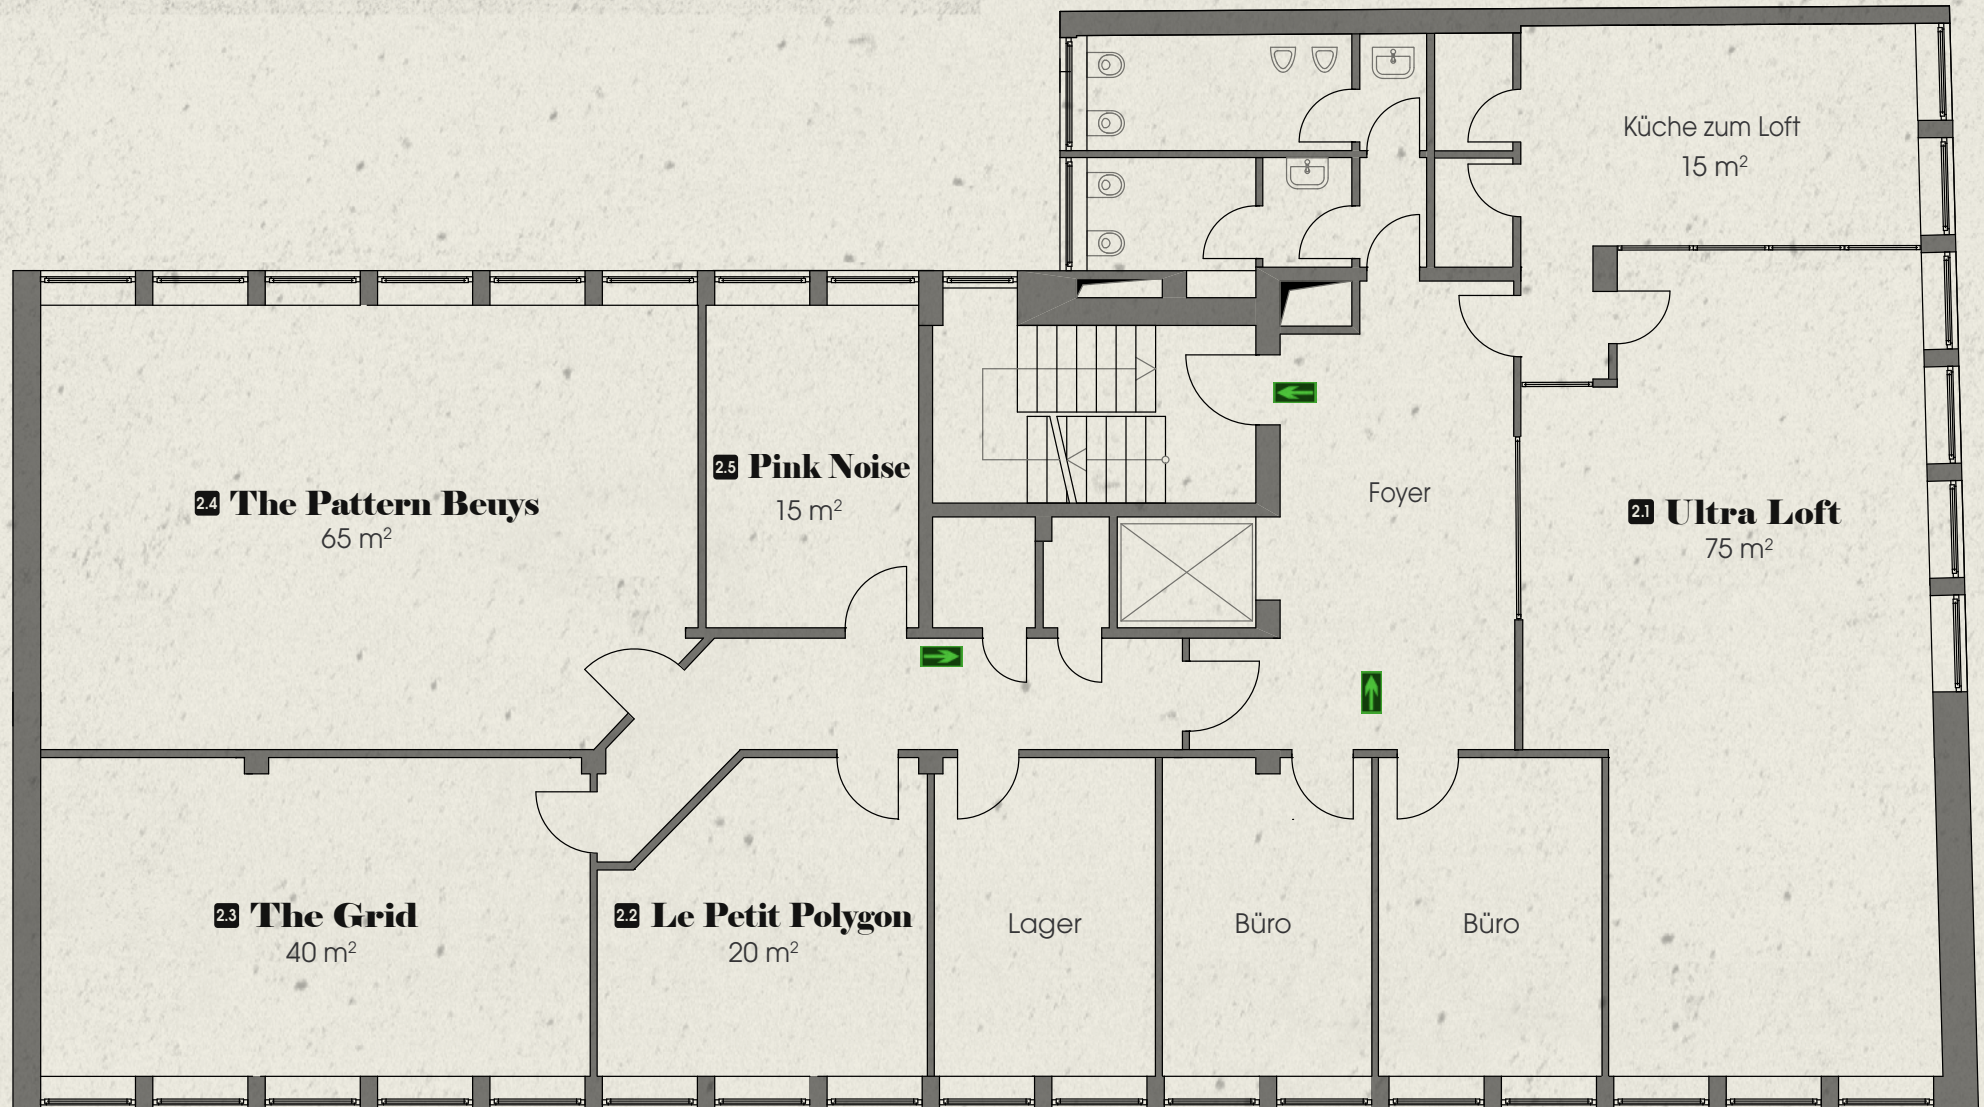 Küche zum Loft
15 m²
2.5 Pink Noise
15 m²
2.4 The Pattern Beuys
65 m²
Foyer
2.1 Ultra Loft
75 m²
2.3 The Grid
40 m²
2.2 Le Petit Polygon
20 m²
Lager
Büro
Büro